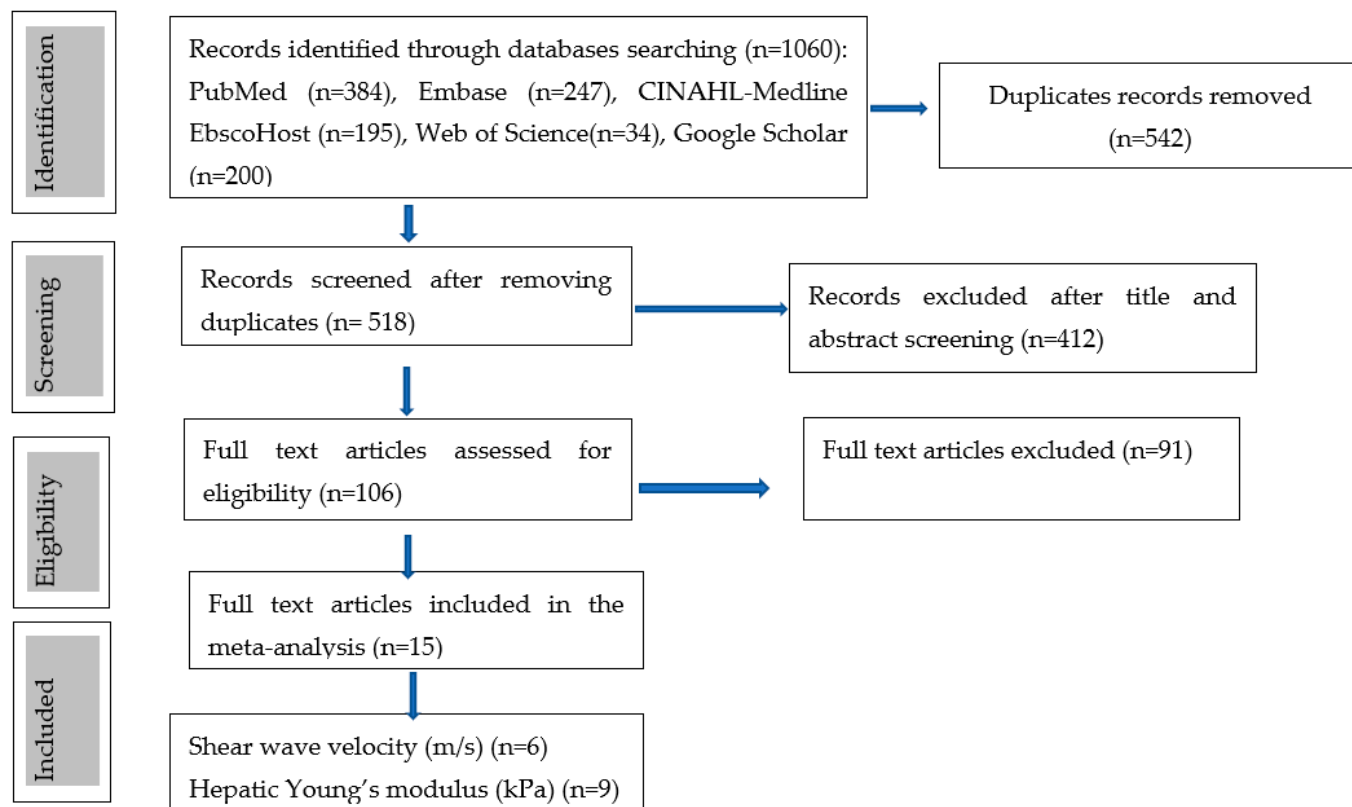 Identification
Records identified through databases searching (n=1060):
PubMed (n=384), Embase (n=247), CINAHL-Medline
EbscoHost (n=195), Web of Science(n=34), Google Scholar
(n=200)
Duplicates records removed
(n=542)
Screening
Records screened after removing
duplicates (n= 518)
Records excluded after title and
abstract screening (n=412)
Eligibility
Full text articles assessed for
eligibility (n=106)
Full text articles excluded (n=91)
Included
Full text articles included in the
meta-analysis (n=15)
Shear wave velocity (m/s) (n=6)
Hepatic Young’s modulus (kPa) (n=9)